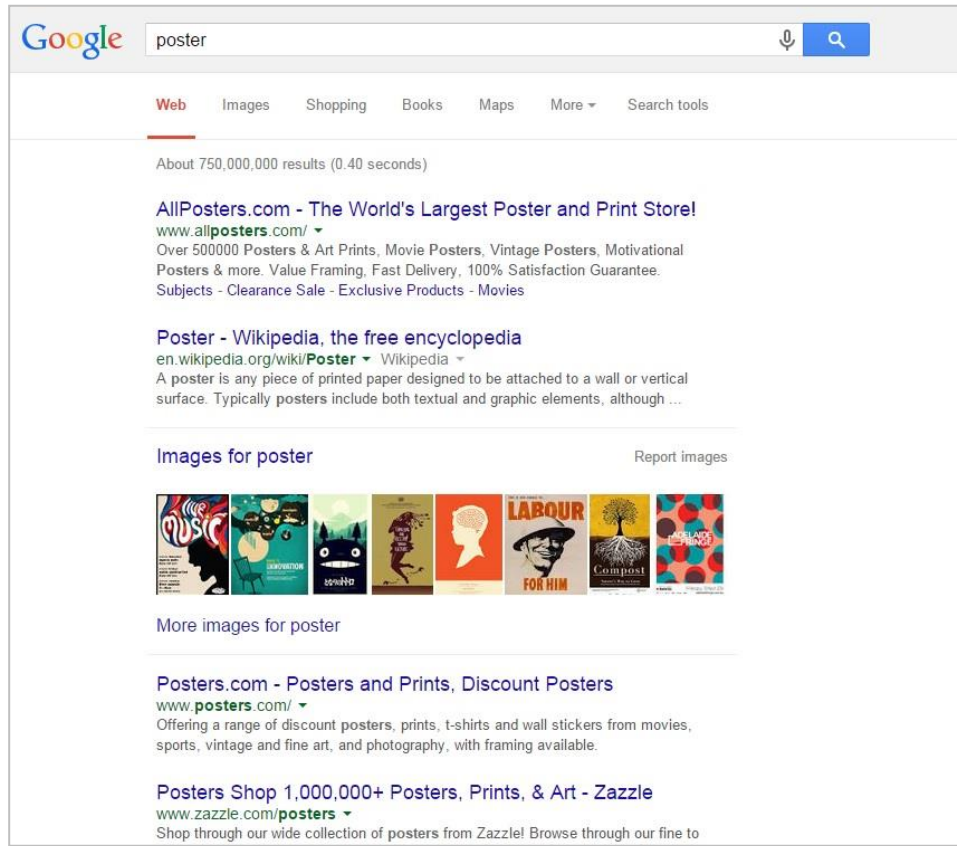 Google poster
Web Images Shopping Books Maps More Search tools
About 750,000,000 results (0.40 seconds)
AllPosters.com - The World's Largest Poster and Print Store!
www.allposters.com/
Over 500000 Posters & Art Prints, Movie Posters, Vintage Posters, Motivational
Posters & more. Value Framing, Fast Delivery, 100% Satisfaction Guarantee.
Subjects - Clearance Sale - Exclusive Products - Movies
Poster - Wikipedia, the free encyclopedia
en.wikipedia.org/wiki/Poster Wikipedia
A poster is any piece of printed paper designed to be attached to a wall or vertical
surface. Typically posters include both textual and graphic elements, although ...
Images for poster Report images
live
MUSIC
INNOVATION
LABOUR
FOR HIM
Compost
ADELAIDE
FRINGE
More images for poster
Posters.com - Posters and Prints, Discount Posters
www.posters.com/
Offering a range of discount posters, prints, t-shirts and wall stickers from movies,
sports, vintage and fine art, and photography, with framing available.
Posters Shop 1,000,000+ Posters, Prints, & Art - Zazzle
www.zazzle.com/posters
Shop through our wide collection of posters from Zazzle! Browse through our fine to